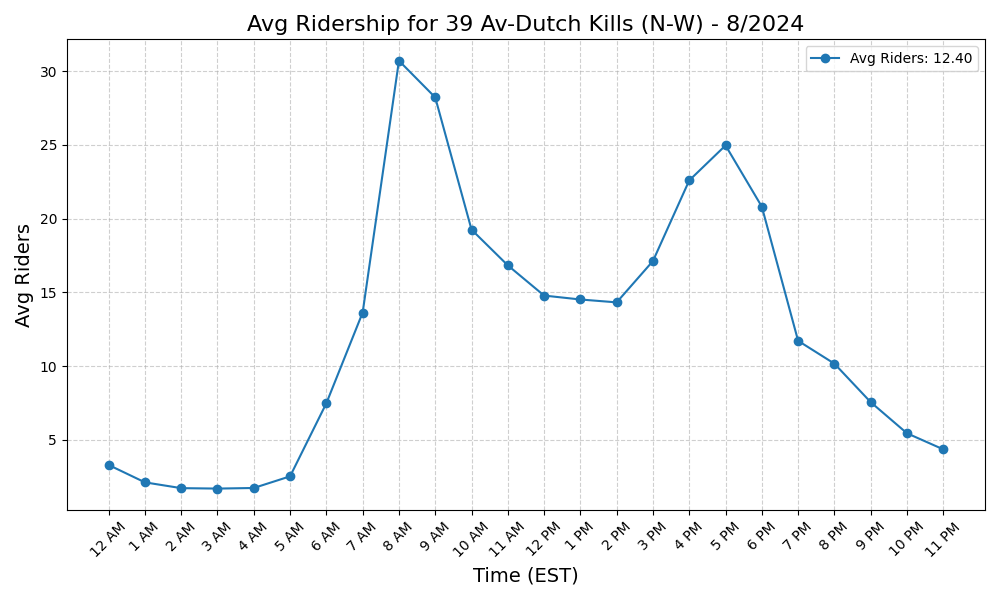 Avg Ridership for 39 Av-Dutch Kills (N-W) - 8/2024
Avg Riders: 12.40
Avg Riders
30
25
20
15
10
5
12 AM
1 AM
2 AM
3 AM
4 AM
5 AM
6 AM
7 AM
8 AM
9 AM
10 AM
11 AM
12 PM
1 PM
2 PM
3 PM
4 PM
5 PM
6 PM
7 PM
8 PM
9 PM
10 PM
11 PM
Time (EST)